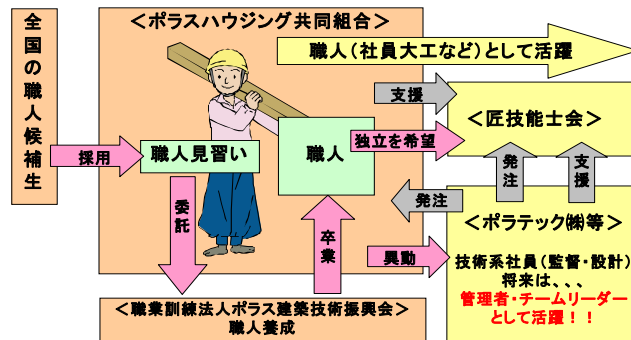 全国の職人候補生
＜ポラスハウジング共同組合＞
職人（社員大工など）として活躍
支援
＜匠技能士会＞
採用
職人見習い
職人
独立を希望
発注
支援
委託
卒業
発注
異動
＜ポラテック㈱等＞
技術系社員（監督・設計）
将来は、、、
管理者・チームリーダー
として活躍！！
＜職業訓練法人ポラス建築技術振興会＞
職人養成